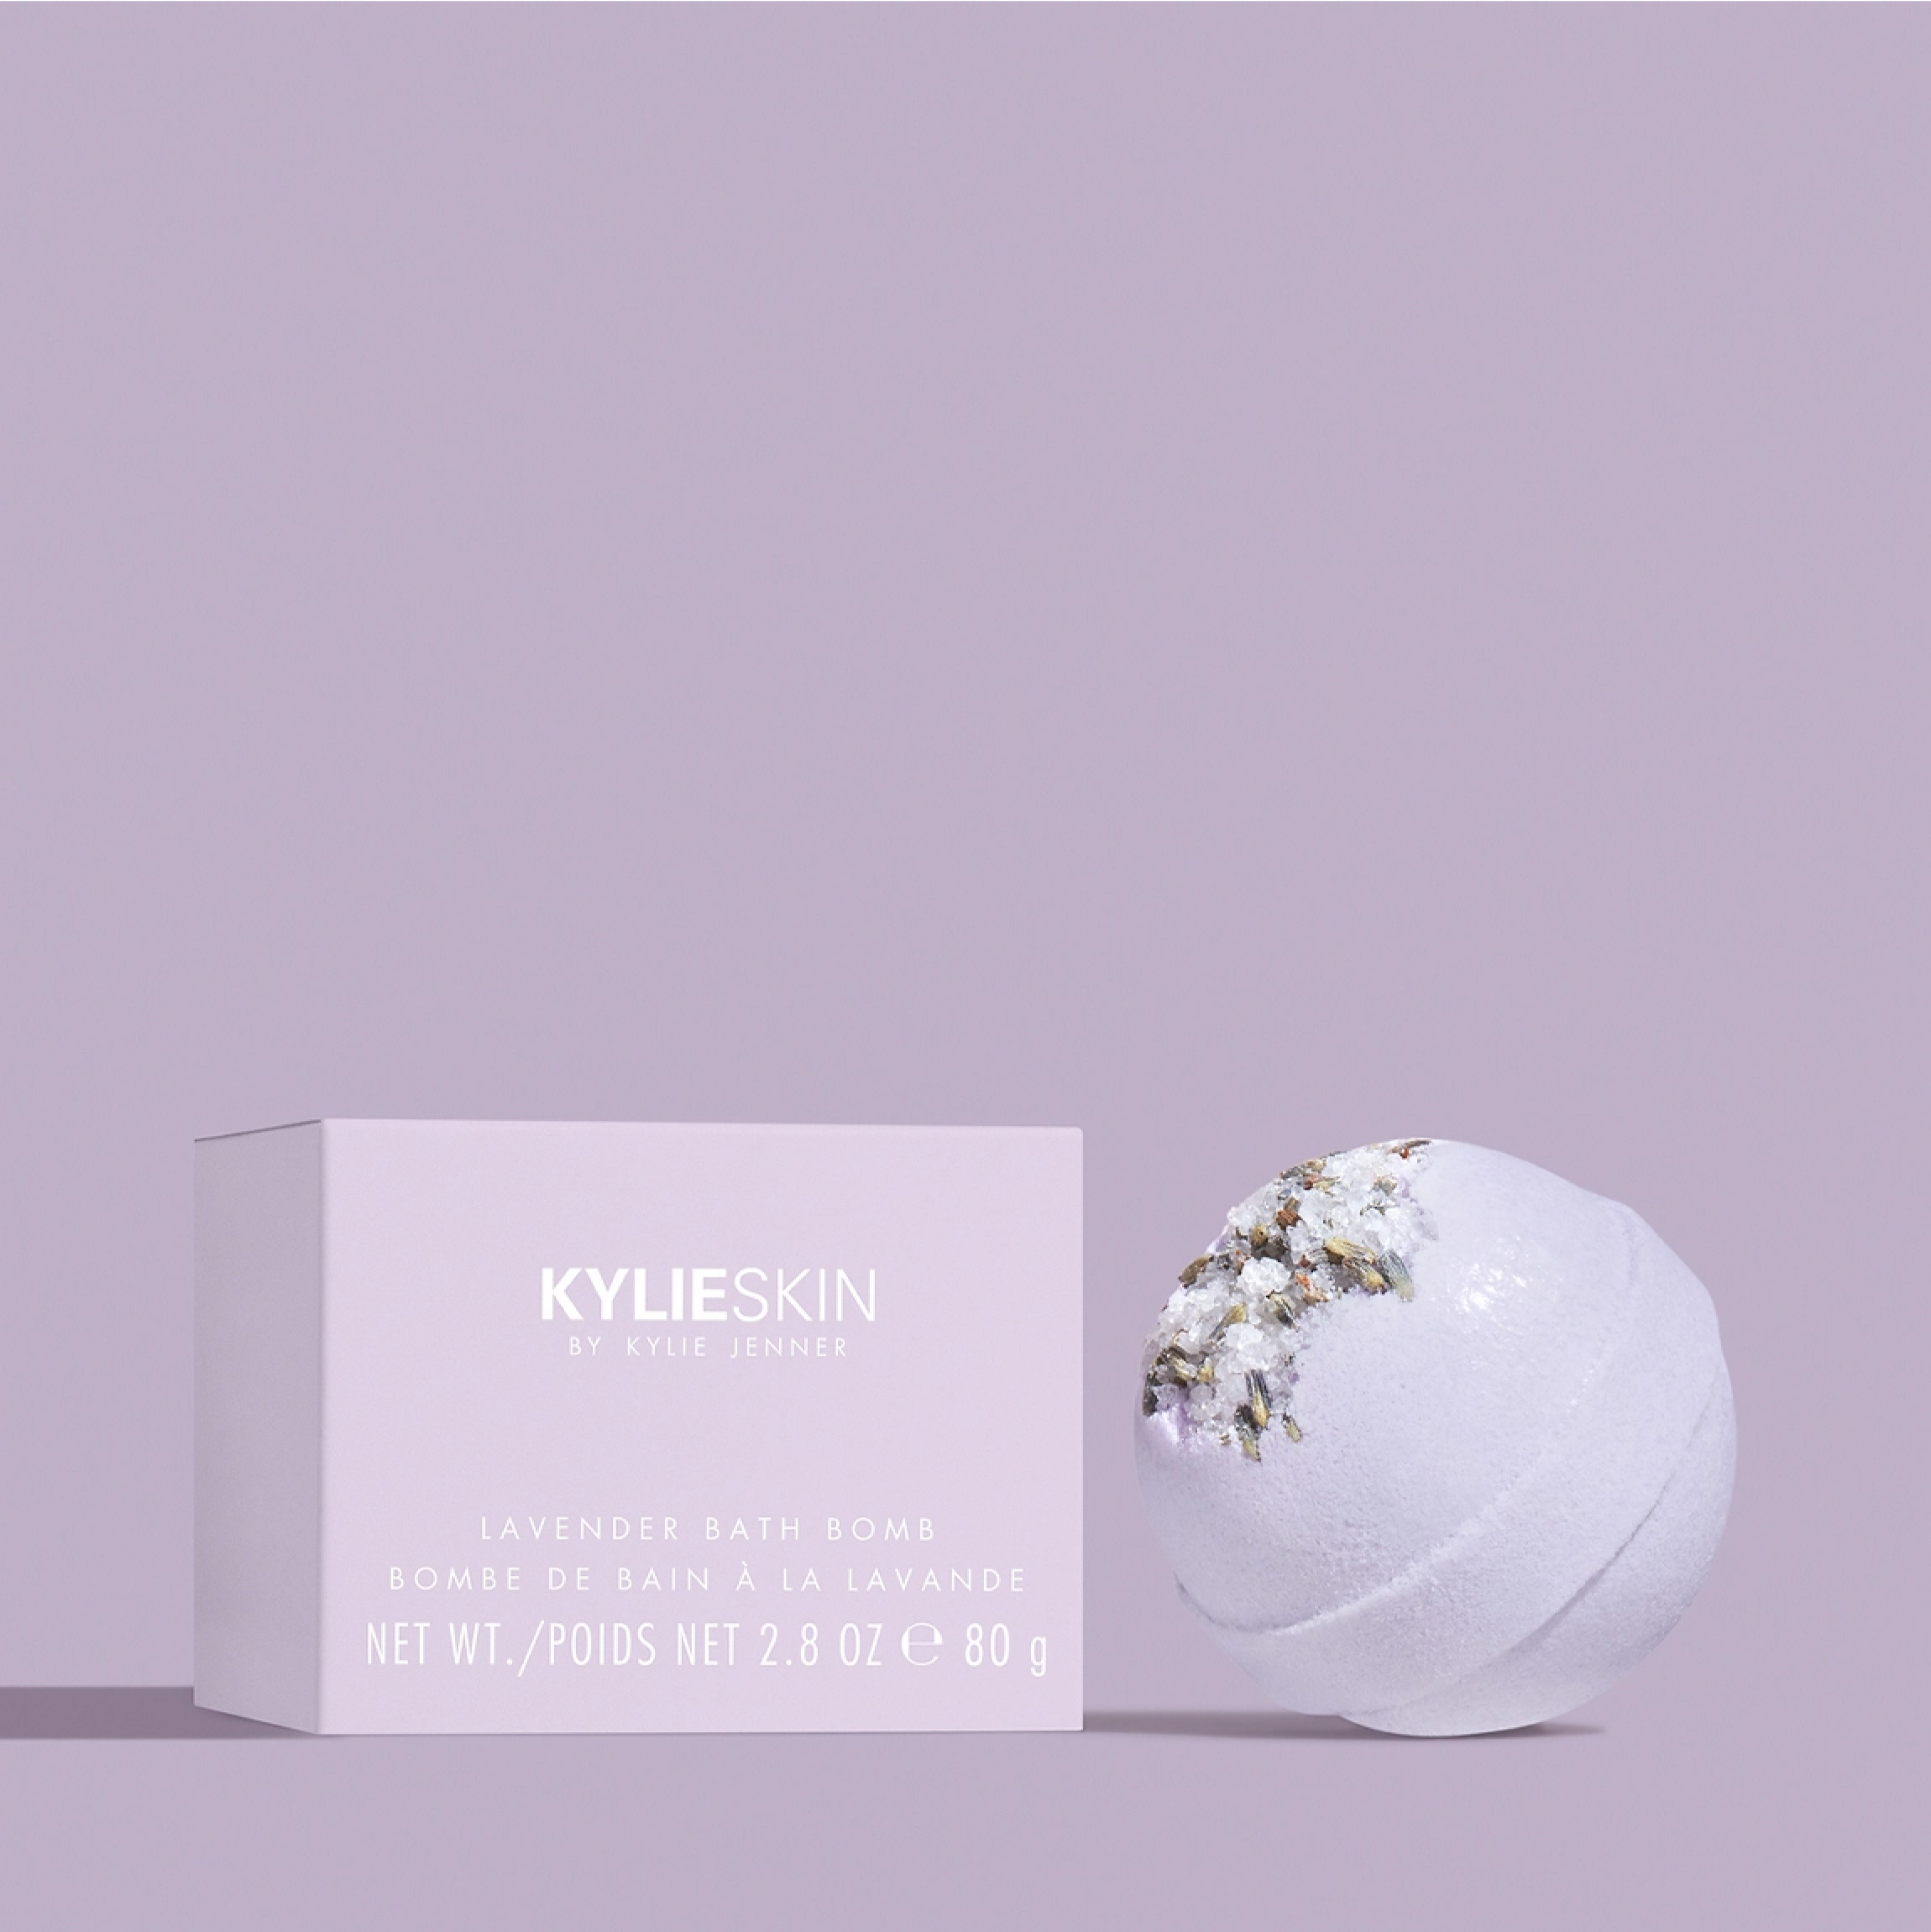 KYLIESKIN
BY KYLIE JENNER
LAVENDER BATH BOMB
BOMBE DE BAIN À LA LAVANDE
NET WT./POIDS NET 2.8 OZ ℮ 80 g